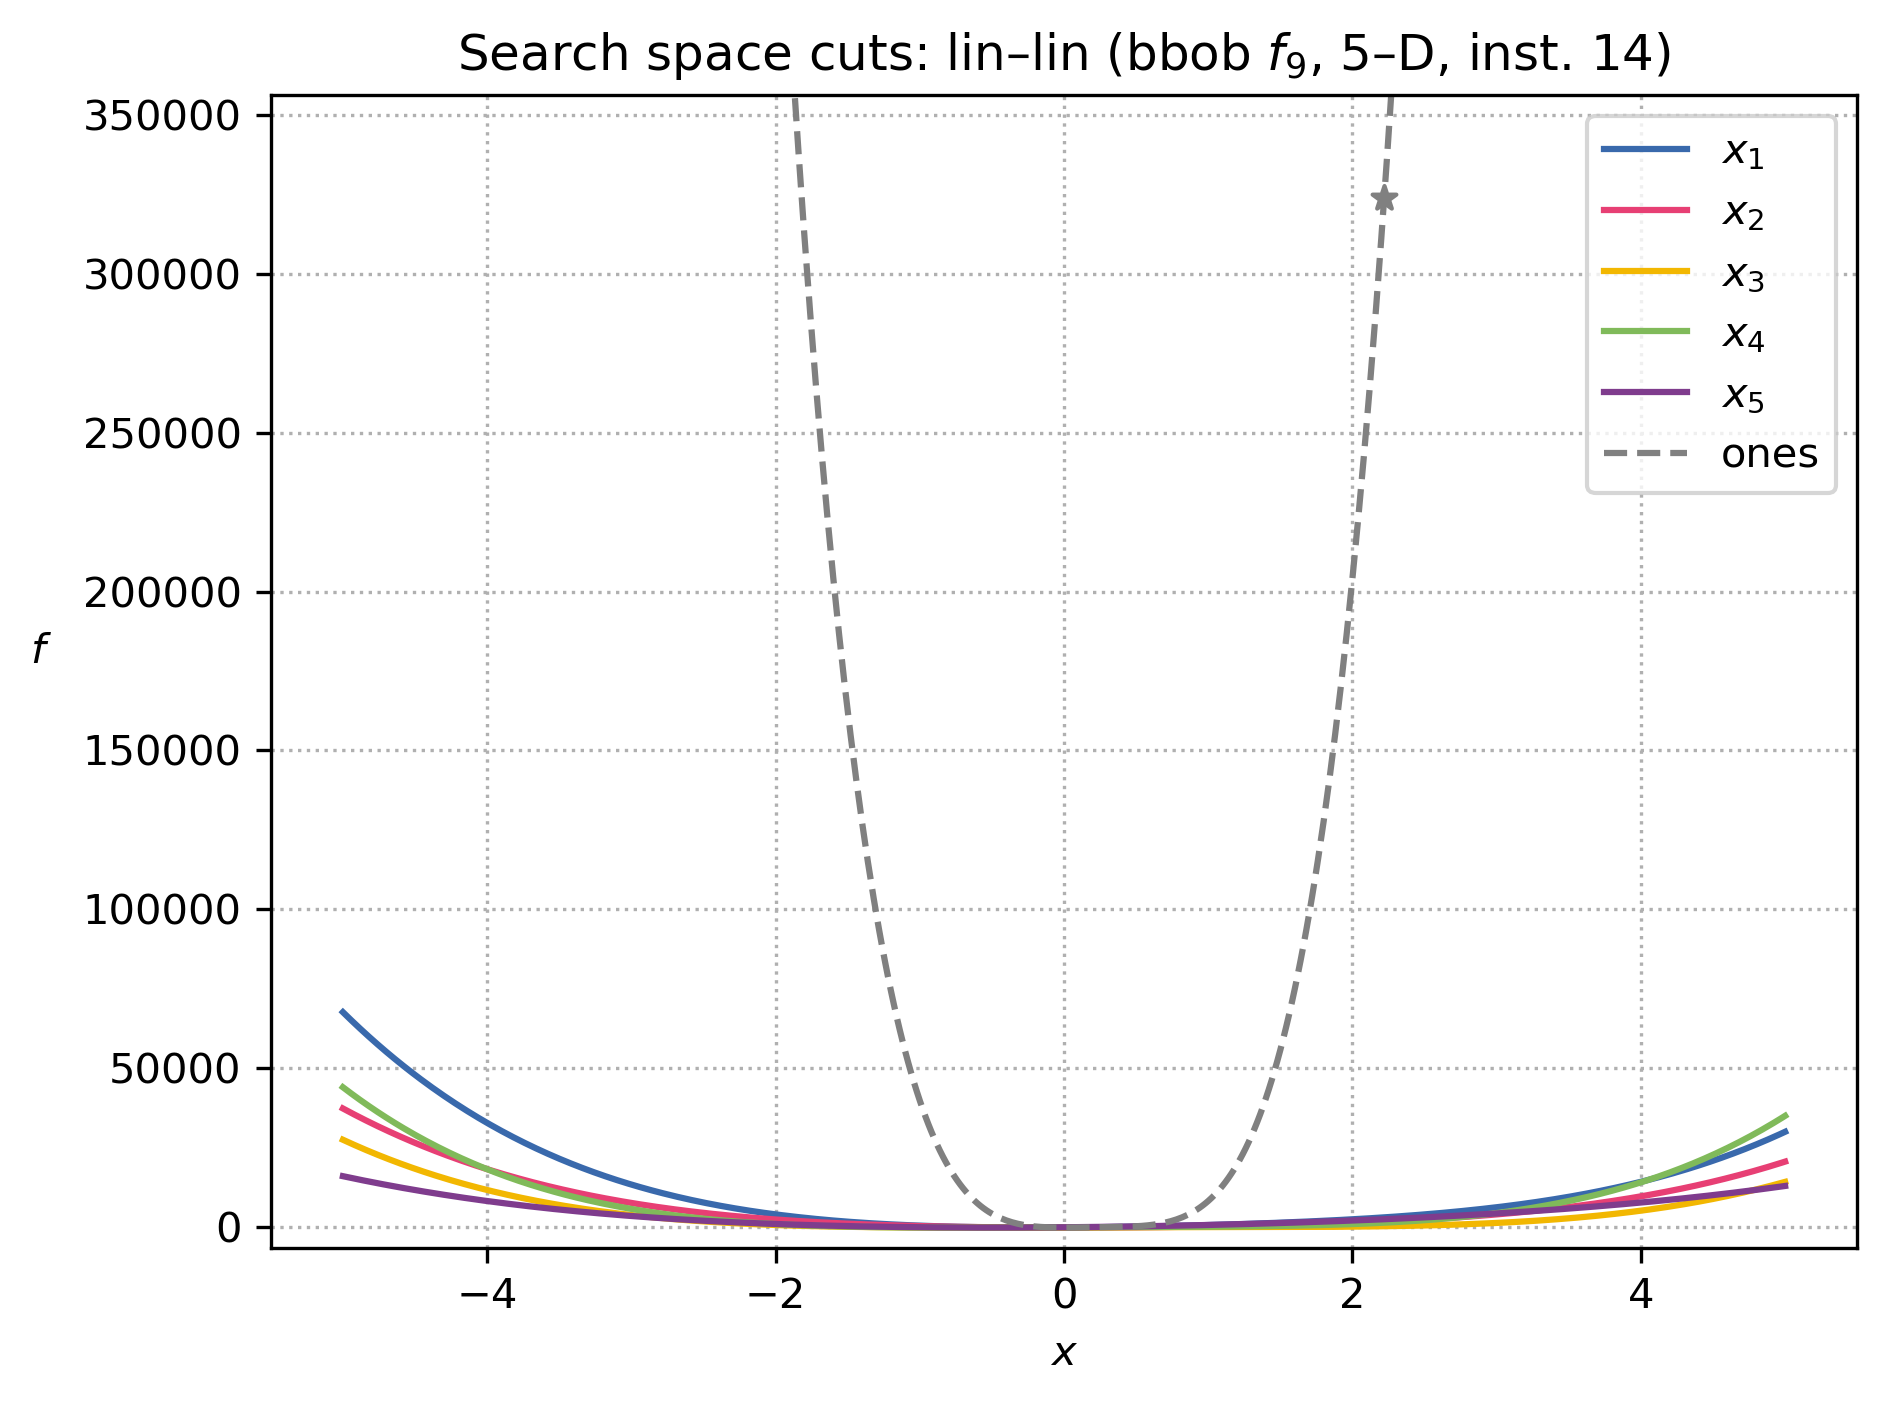 Search space cuts: lin–lin (bbob f₉, 5–D, inst. 14)
350000
300000
250000
200000
150000
100000
50000
0
f
−4
−2
0
2
4
x
x₁
x₂
x₃
x₄
x₅
ones